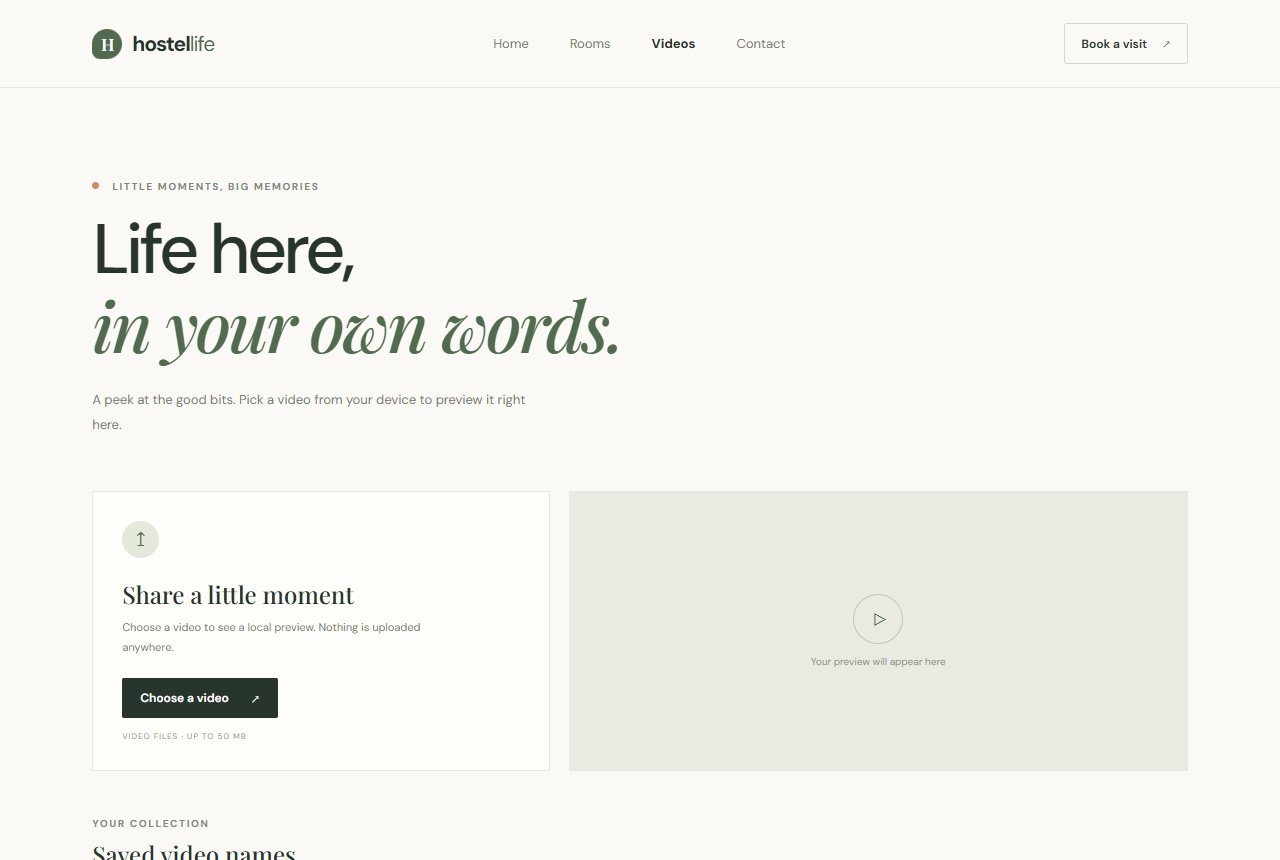 H hostellife
Home
Rooms
Videos
Contact
Book a visit ↗
LITTLE MOMENTS, BIG MEMORIES
Life here,
in your own words.
A peek at the good bits. Pick a video from your device to preview it right
here.
Share a little moment
Choose a video to see a local preview. Nothing is uploaded
anywhere.
Choose a video ↗
VIDEO FILES · UP TO 50 MB
Your preview will appear here
YOUR COLLECTION
Saved video names